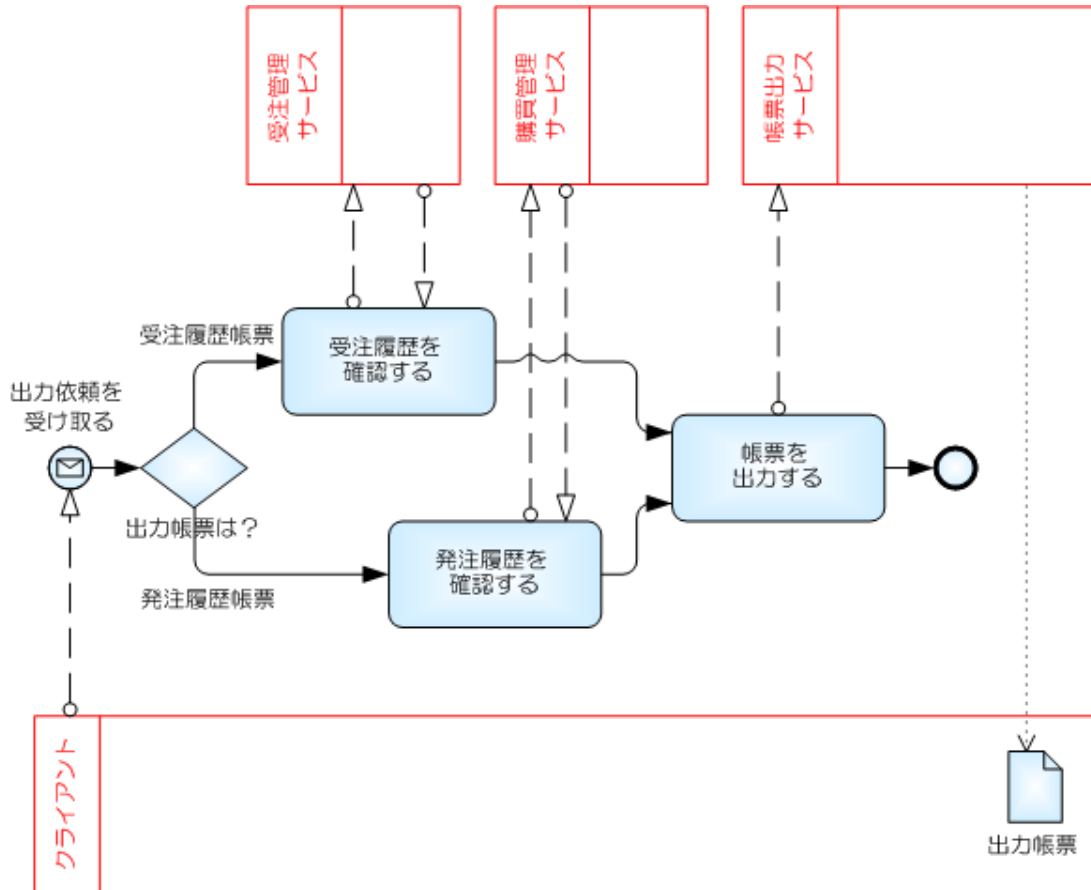 受注管理
サービス
購買管理
サービス
帳票出力
サービス
受注履歴帳票
受注履歴を
確認する
出力依頼を
受け取る
帳票を
出力する
出力帳票は？
発注履歴を
確認する
発注履歴帳票
クライアント
出力帳票